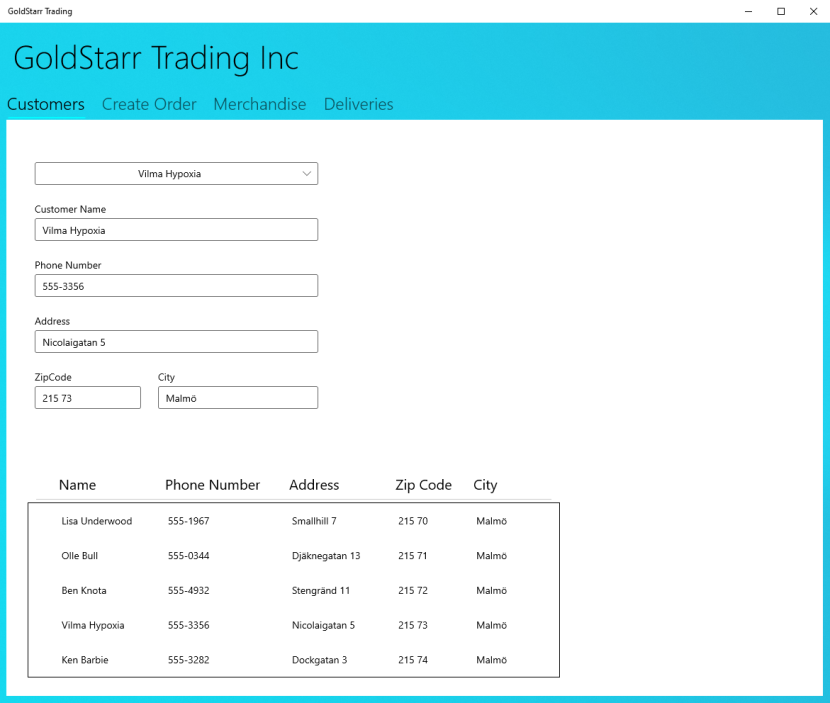 GoldStarr Trading
GoldStarr Trading Inc
Customers Create Order Merchandise Deliveries
Vilma Hypoxia
Customer Name
Vilma Hypoxia
Phone Number
555-3356
Address
Nicolaigatan 5
ZipCode City
215 73 Malmö
Name Phone Number Address Zip Code City
Lisa Underwood 555-1967 Smallhill 7 215 70 Malmö
Olle Bull 555-0344 Djäknegatan 13 215 71 Malmö
Ben Knota 555-4932 Stengränd 11 215 72 Malmö
Vilma Hypoxia 555-3356 Nicolaigatan 5 215 73 Malmö
Ken Barbie 555-3282 Dockgatan 3 215 74 Malmö